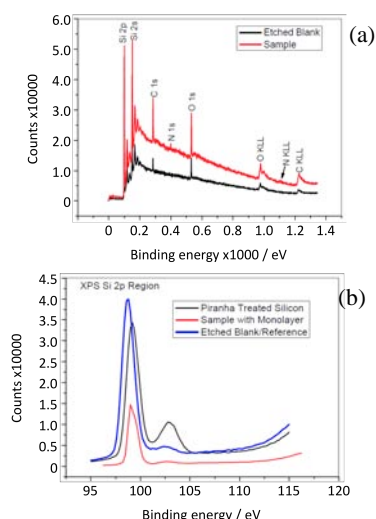 (a)
Counts x10000
6.0
5.0
4.0
3.0
2.0
1.0
0.0
Si 2p
Si 2s
C 1s
N 1s
O 1s
O KLL
N KLL
C KLL
Etched Blank
Sample
0.0 0.2 0.4 0.6 0.8 1.0 1.2 1.4
Binding energy x1000 / eV
(b)
XPS Si 2p Region
Piranha Treated Silicon
Sample with Monolayer
Etched Blank/Reference
Counts x10000
4.5
4.0
3.5
3.0
2.5
2.0
1.5
1.0
0.5
0
95 100 105 110 115 120
Binding energy / eV